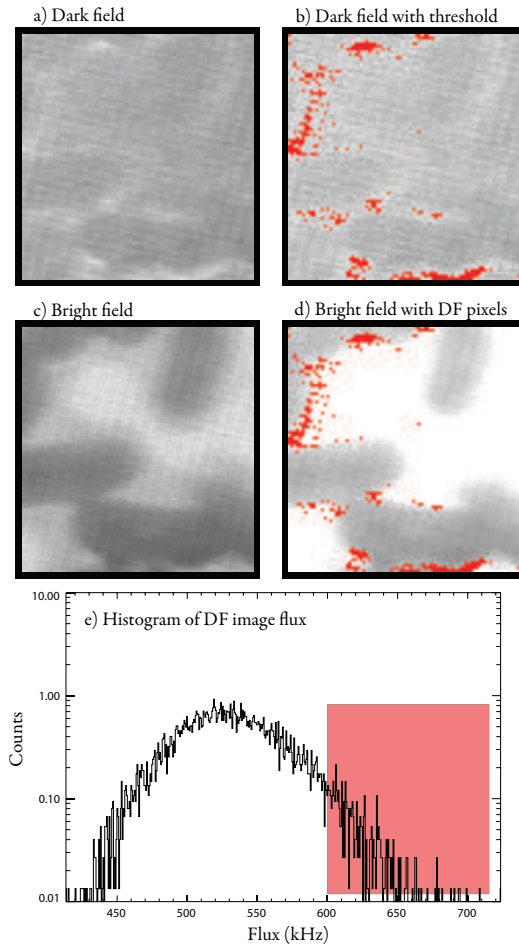 a) Dark field
b) Dark field with threshold
c) Bright field
d) Bright field with DF pixels
e) Histogram of DF image flux
10.00
1.00
0.10
0.01
Counts
450 500 550 600 650 700
Flux (kHz)